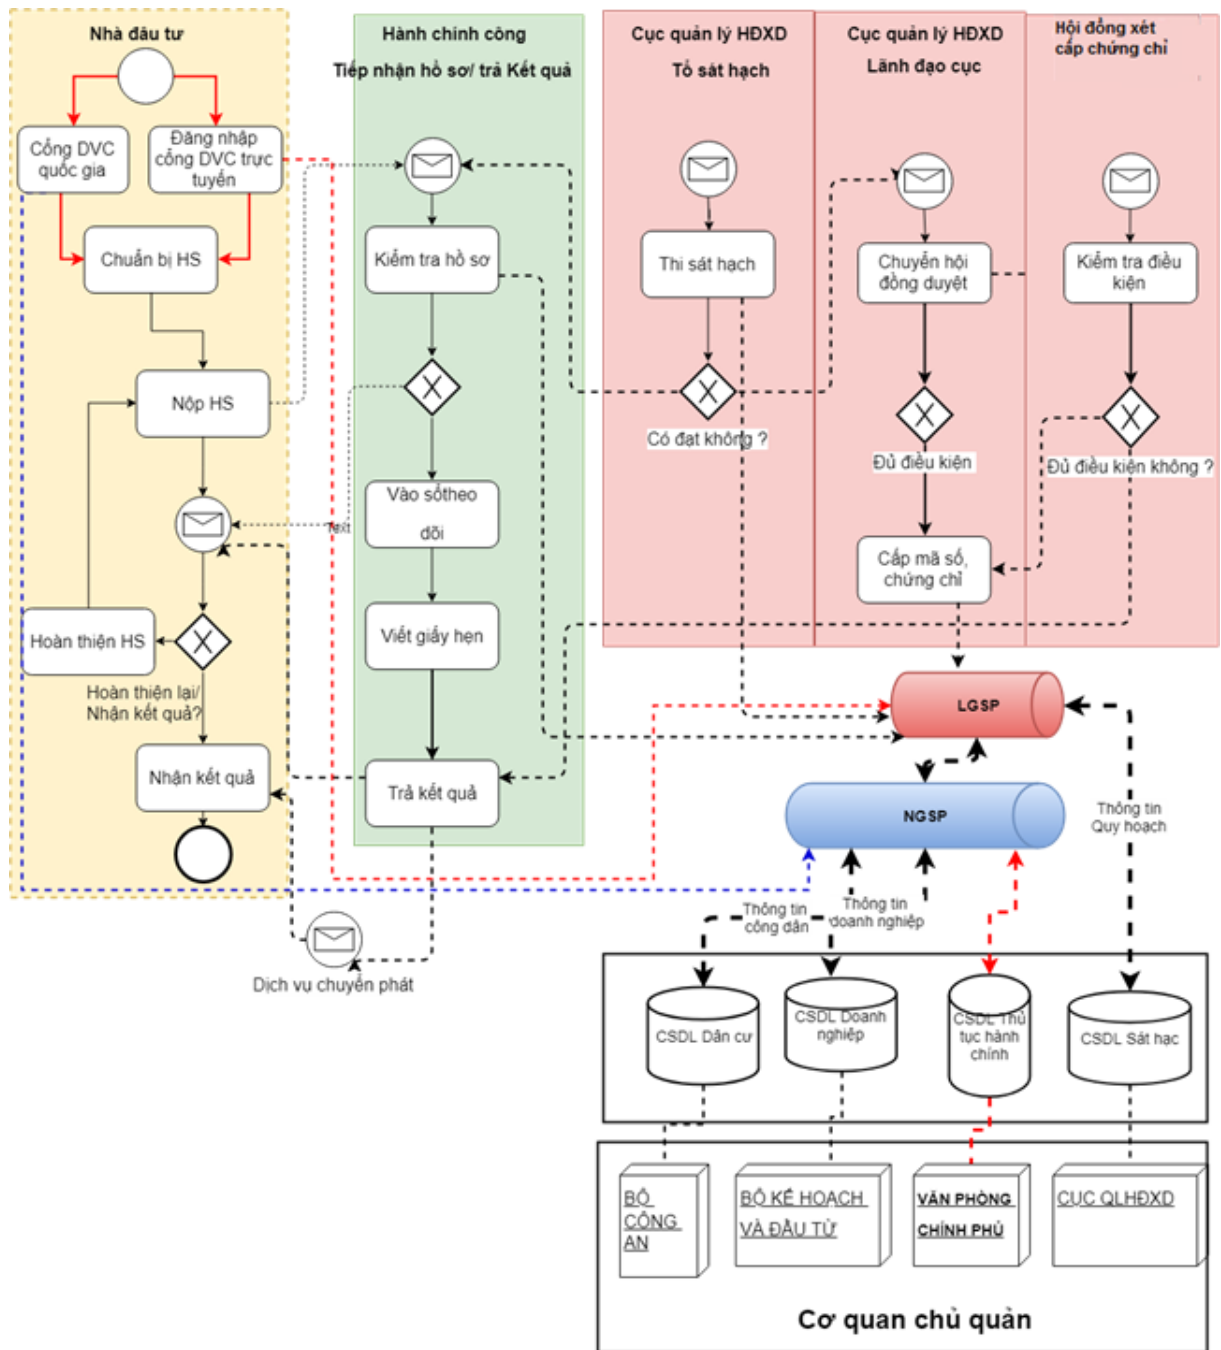 Nhà đầu tư
Cổng DVC
quốc gia
Đăng nhập
cổng DVC trực
tuyến
Chuẩn bị HS
Nộp HS
Hoàn thiện HS
Hoàn thiện lại/
Nhận kết quả?
Nhận kết quả
Hành chinh công
Tiếp nhận hồ sơ/ trả Kết quả
Kiểm tra hồ sơ
Vào sổtheo
dõi
Viết giấy hẹn
Trả kết quả
Dịch vụ chuyển phát
Cục quản lý HĐXD
Tổ sát hạch
Thi sát hạch
Có đạt không ?
Cục quản lý HĐXD
Lãnh đạo cục
Chuyển hội
đồng duyệt
Đủ điều kiện
Cấp mã số,
chứng chỉ
Hội đồng xét
cấp chứng chỉ
Kiểm tra điều
kiện
Đủ điều kiện không ?
LGSP
NGSP
Thông tin
Quy hoạch
Thông tin
công dân
Thông tin
doanh nghiệp
CSDL Dân cư
CSDL Doanh
nghiệp
CSDL Thủ
tục hành
chính
CSDL Sát hạc
BỘ
CÔNG
AN
BỘ KẾ HOẠCH
VÀ ĐẦU TƯ
VĂN PHÒNG
CHÍNH PHỦ
CỤC QLHĐXD
Cơ quan chủ quản